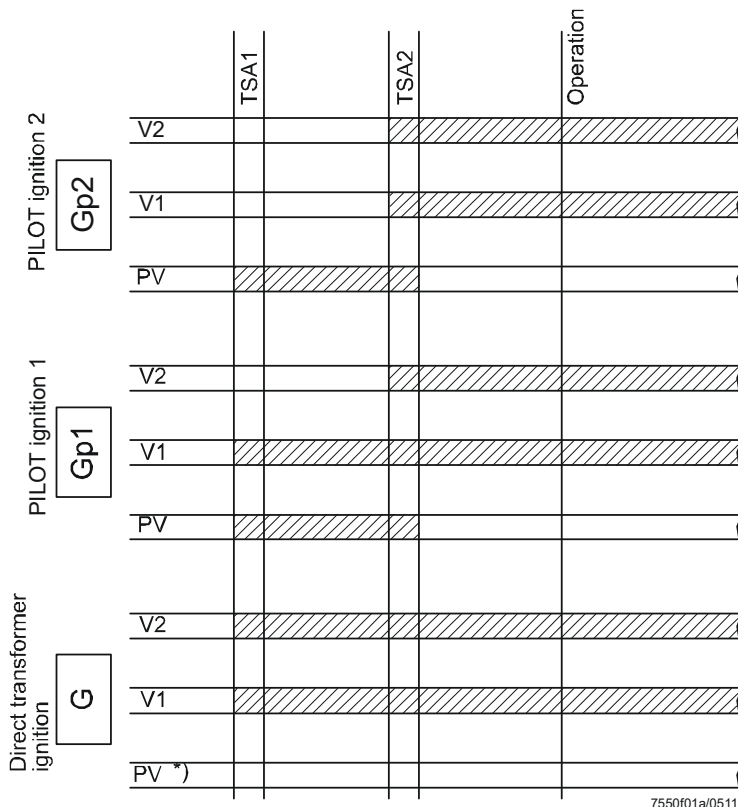 TSA1
TSA2
Operation
PILOT ignition 2
Gp2
V2
V1
PV
PILOT ignition 1
Gp1
V2
V1
PV
Direct transformer
ignition
G
V2
V1
PV *)
7550f01a/0511